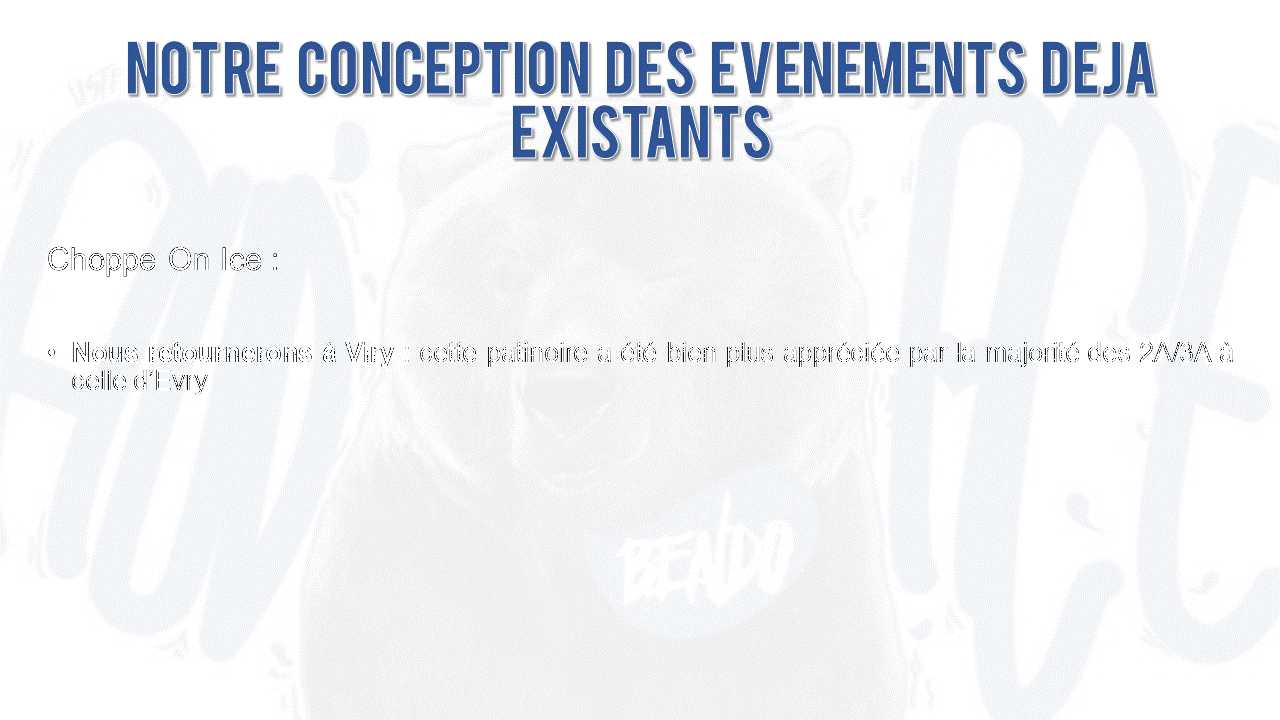 NOTRE CONCEPTION DES EVENEMENTS DEJA
EXISTANTS
Choppe On Ice :
• Nous retournerons à Viry : cette patinoire a été bien plus appréciée par la majorité des 2A/3A à
celle d'Evry
BENDO